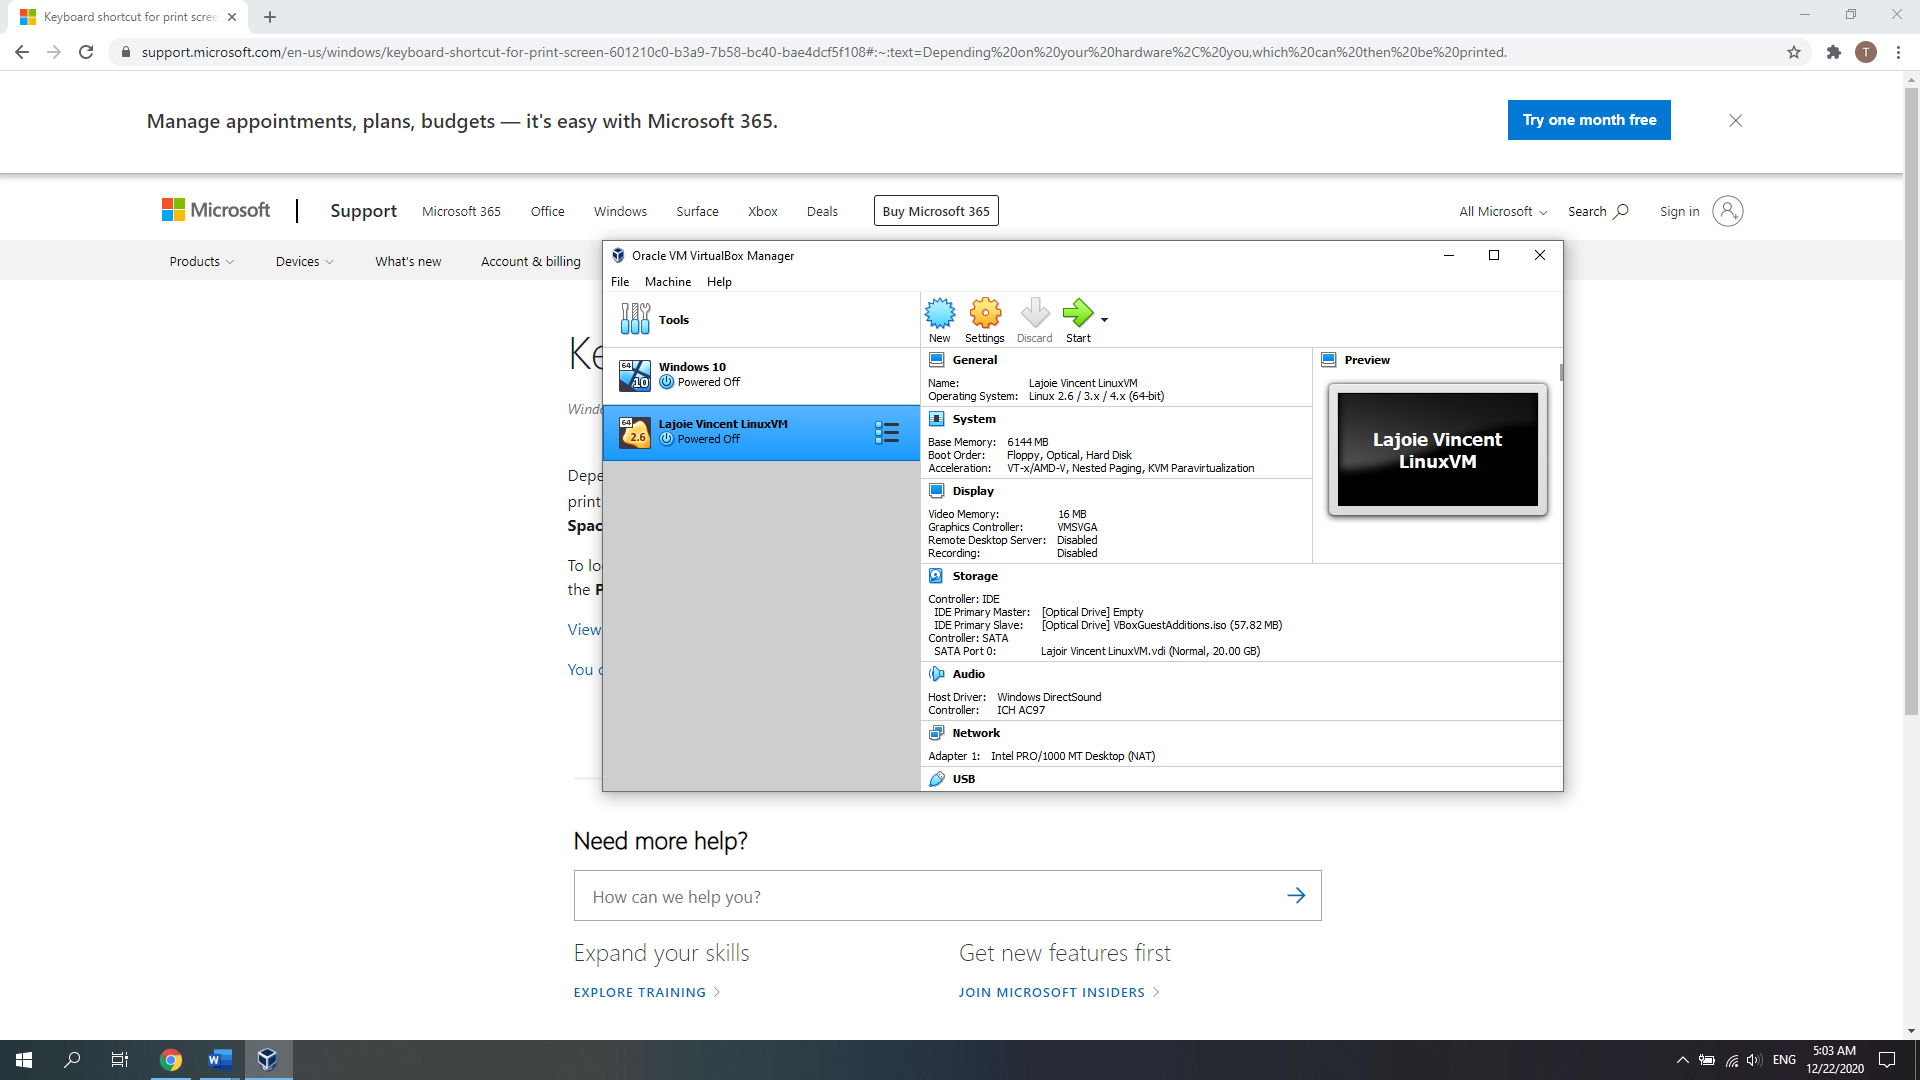 Keyboard shortcut for print scree
support.microsoft.com/en-us/windows/keyboard-shortcut-for-print-screen-601210c0-b3a9-7b58-bc40-bae4dcf5f108#:~:text=Depending%20on%20your%20hardware%2C%20you,which%20can%20then%20be%20printed.
T
Manage appointments, plans, budgets — it's easy with Microsoft 365.
Try one month free
Microsoft
Support
Microsoft 365
Office
Windows
Surface
Xbox
Deals
Buy Microsoft 365
All Microsoft
Search
Sign in
Products
Devices
What's new
Account & billing
Ke
Windo
Depe
print
Spac
To lo
the P
View
You c
Oracle VM VirtualBox Manager
File
Machine
Help
Tools
New
Settings
Discard
Start
64
10
Windows 10
Powered Off
64
2.6
Lajoie Vincent LinuxVM
Powered Off
General
Name: Lajoie Vincent LinuxVM
Operating System: Linux 2.6 / 3.x / 4.x (64-bit)
System
Base Memory: 6144 MB
Boot Order: Floppy, Optical, Hard Disk
Acceleration: VT-x/AMD-V, Nested Paging, KVM Paravirtualization
Display
Video Memory: 16 MB
Graphics Controller: VMSVGA
Remote Desktop Server: Disabled
Recording: Disabled
Storage
Controller: IDE
IDE Primary Master: [Optical Drive] Empty
IDE Primary Slave: [Optical Drive] VBoxGuestAdditions.iso (57.82 MB)
Controller: SATA
SATA Port 0: Lajoir Vincent LinuxVM.vdi (Normal, 20.00 GB)
Audio
Host Driver: Windows DirectSound
Controller: ICH AC97
Network
Adapter 1: Intel PRO/1000 MT Desktop (NAT)
USB
Preview
Lajoie Vincent
LinuxVM
Need more help?
How can we help you?
Expand your skills
EXPLORE TRAINING
Get new features first
JOIN MICROSOFT INSIDERS
ENG
5:03 AM
12/22/2020